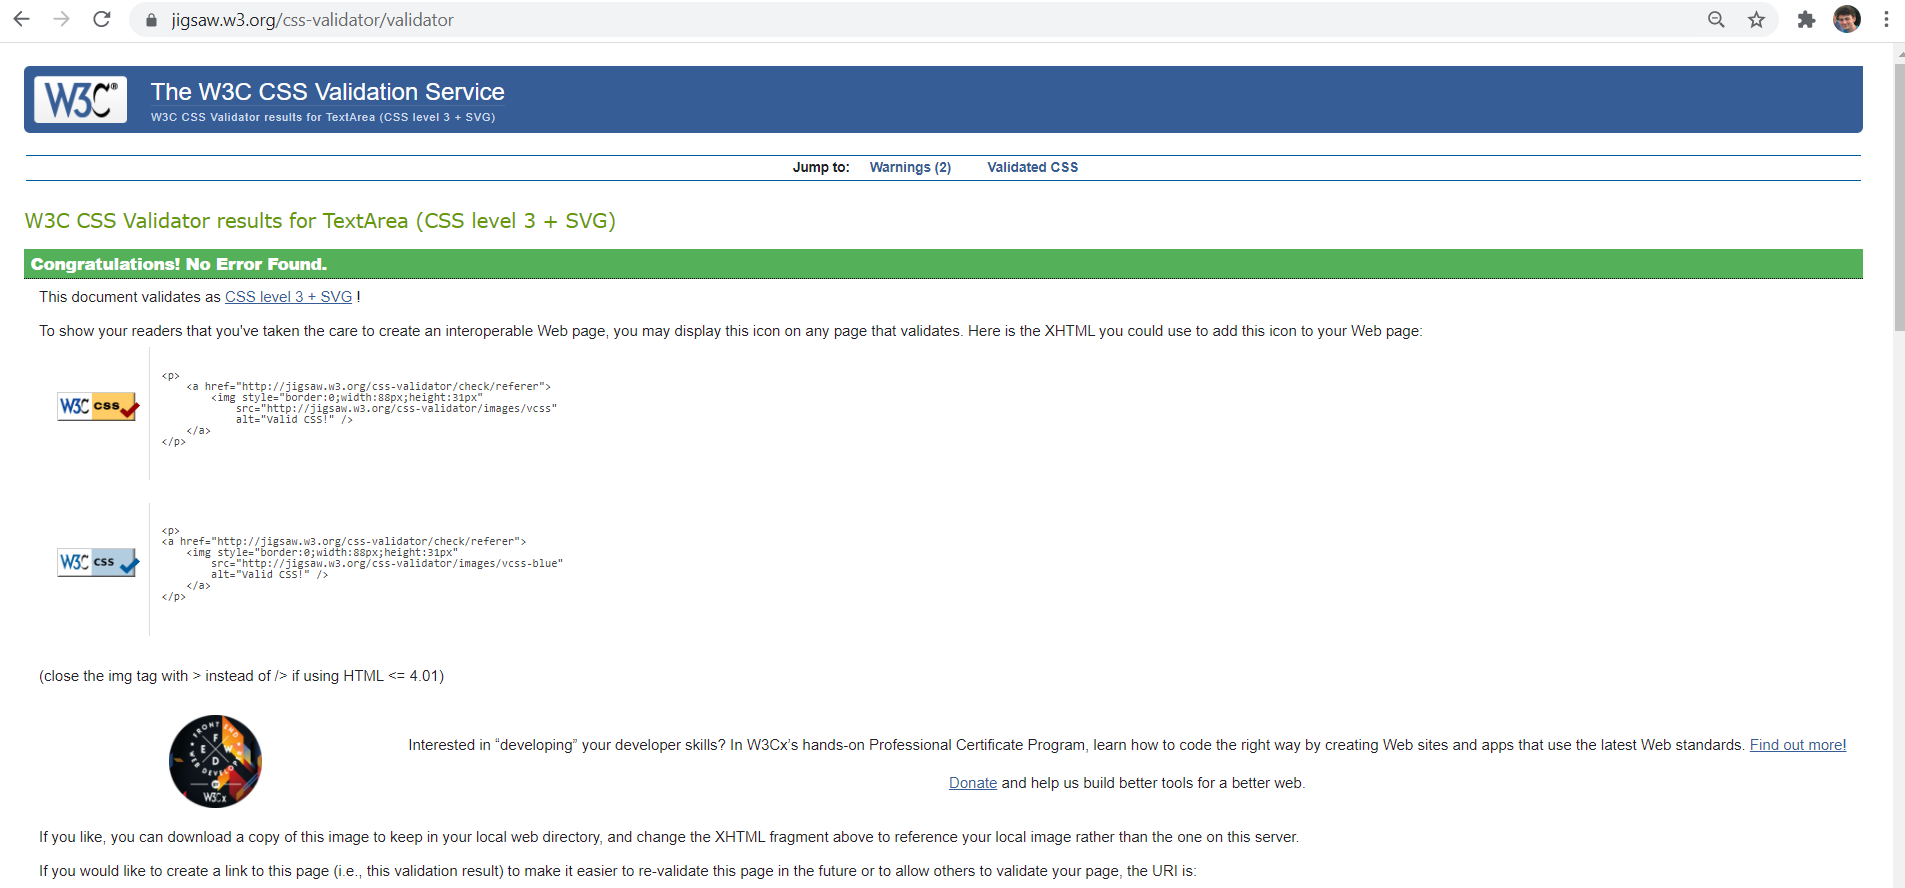 jigsaw.w3.org/css-validator/validator
W3C®
The W3C CSS Validation Service
W3C CSS Validator results for TextArea (CSS level 3 + SVG)
Jump to: Warnings (2) Validated CSS
W3C CSS Validator results for TextArea (CSS level 3 + SVG)
Congratulations! No Error Found.
This document validates as CSS level 3 + SVG !
To show your readers that you've taken the care to create an interoperable Web page, you may display this icon on any page that validates. Here is the XHTML you could use to add this icon to your Web page:
W3C css
<p>
<a href="http://jigsaw.w3.org/css-validator/check/referer">
<img style="border:0;width:88px;height:31px"
src="http://jigsaw.w3.org/css-validator/images/vcss"
alt="Valid CSS!" />
</a>
</p>
W3C css
<p>
<a href="http://jigsaw.w3.org/css-validator/check/referer">
<img style="border:0;width:88px;height:31px"
src="http://jigsaw.w3.org/css-validator/images/vcss-blue"
alt="Valid CSS!" />
</a>
</p>
(close the img tag with > instead of /> if using HTML <= 4.01)
FRONT END
F
E W
D
WEB DEVELOPER
W3Cx
Interested in “developing” your developer skills? In W3Cx’s hands-on Professional Certificate Program, learn how to code the right way by creating Web sites and apps that use the latest Web standards. Find out more!
Donate and help us build better tools for a better web.
If you like, you can download a copy of this image to keep in your local web directory, and change the XHTML fragment above to reference your local image rather than the one on this server.
If you would like to create a link to this page (i.e., this validation result) to make it easier to re-validate this page in the future or to allow others to validate your page, the URI is: